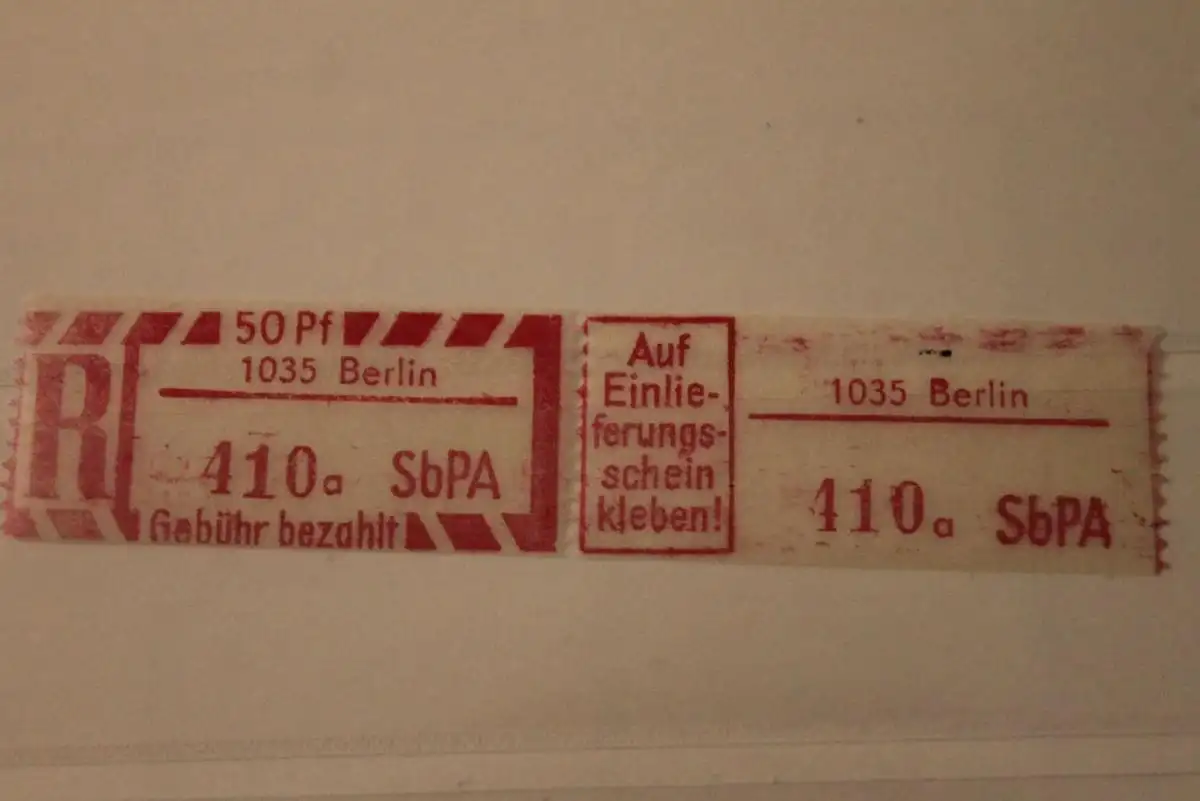 50 Pf
R
1035 Berlin
410a SbPA
Gebühr bezahlt
Auf
Einlie-
ferungs-
schein
kleben!
1035 Berlin
410a SbPA